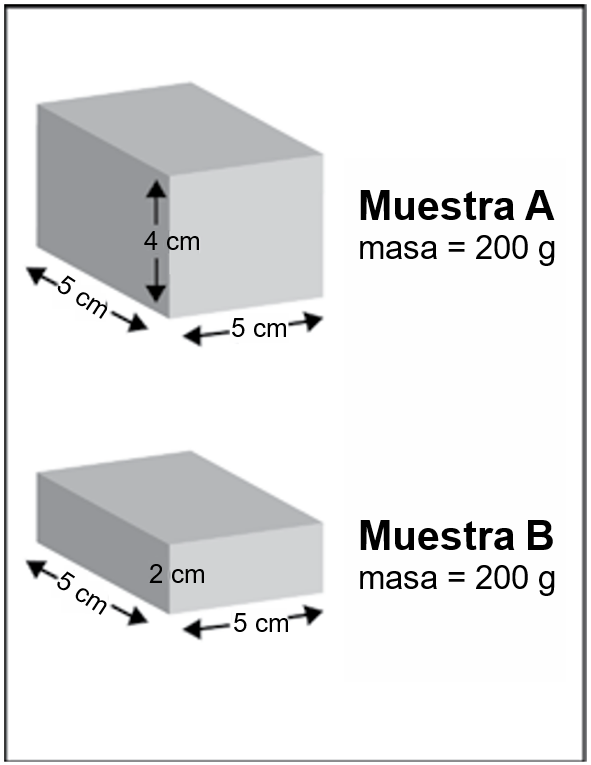 4 cm
5 cm
5 cm
Muestra A
masa = 200 g
2 cm
5 cm
5 cm
Muestra B
masa = 200 g